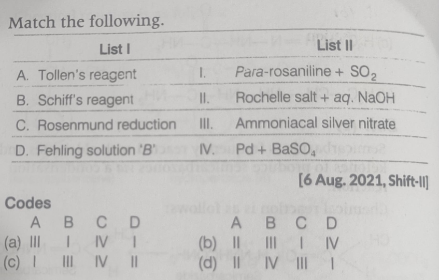 Match the following.
List I List II
A. Tollen's reagent I. Para-rosaniline + SO₂
B. Schiff's reagent II. Rochelle salt + aq. NaOH
C. Rosenmund reduction III. Ammoniacal silver nitrate
D. Fehling solution 'B' IV. Pd + BaSO₄
[6 Aug. 2021, Shift-II]
Codes
A B C D A B C D
(a) III I IV I (b) II III I IV
(c) I III IV II (d) II IV III I